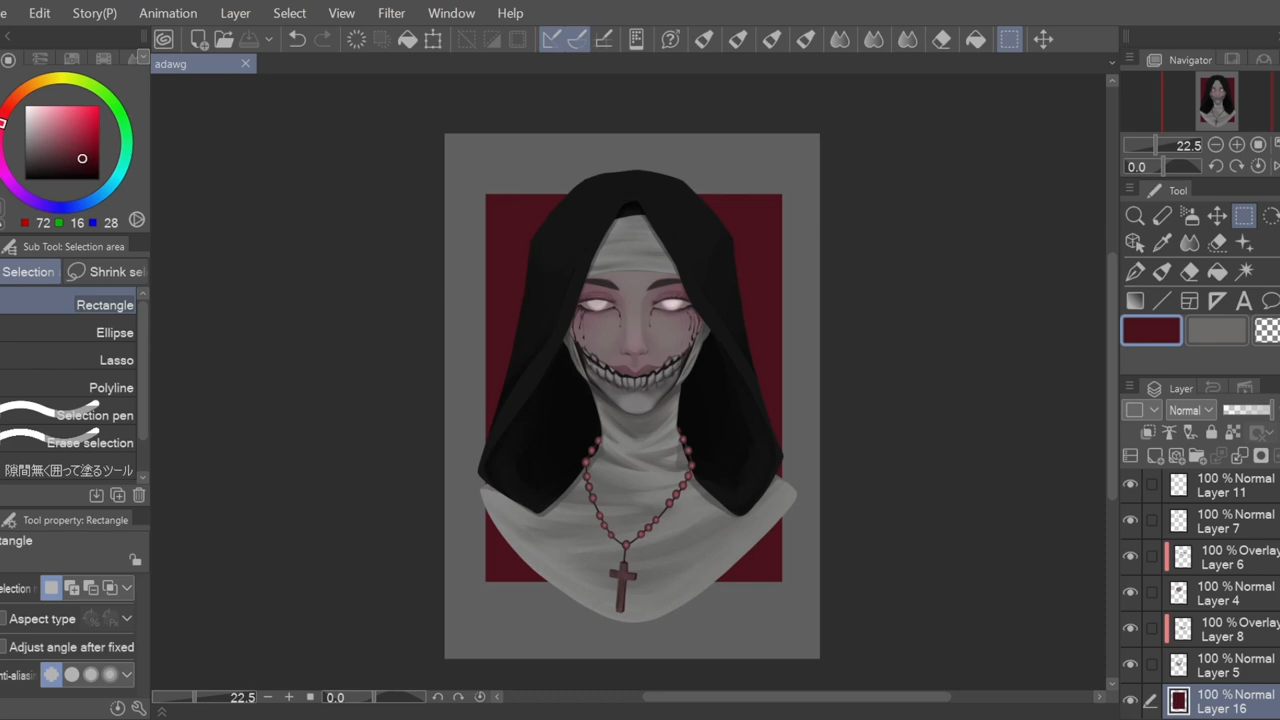 e Edit Story(P) Animation Layer Select View Filter Window Help
adawg
72 16 28
Sub Tool: Selection area
Selection Shrink sel
Rectangle
Ellipse
Lasso
Polyline
Selection pen
Erase selection
隙間無く囲って塗るツール
Tool property: Rectangle
tangle
Aspect type
Adjust angle after fixed
22.5 0.0
Navigator
22.5
0.0
Tool
Layer
Normal
100 % Normal
Layer 11
100 % Normal
Layer 7
100 % Overlay
Layer 6
100 % Normal
Layer 4
100 % Overlay
Layer 8
100 % Normal
Layer 5
100 % Normal
Layer 16